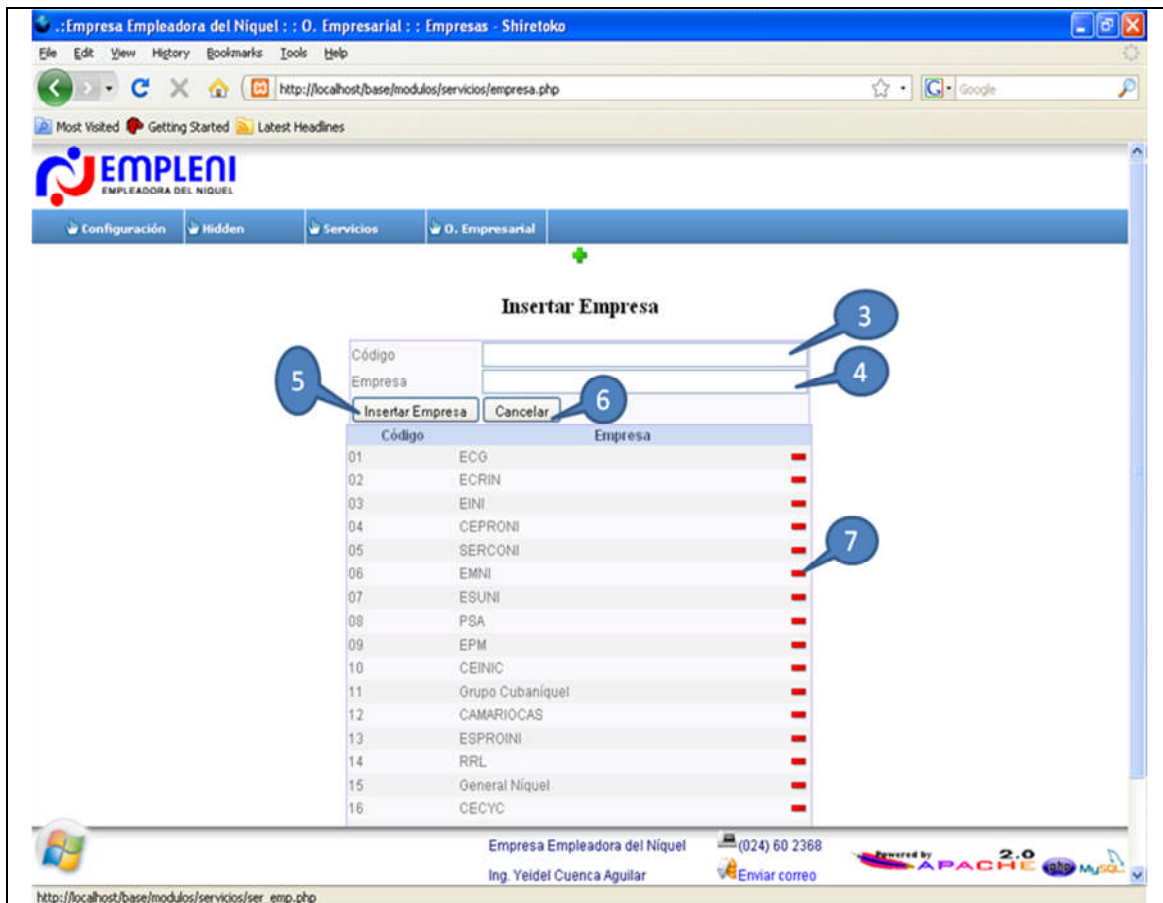 .:Empresa Empleadora del Níquel : : O. Empresarial : : Empresas - Shiretoko
File Edit View History Bookmarks Tools Help
http://localhost/base/modulos/servicios/empresa.php
G Google
Most Visited Getting Started Latest Headlines
EMPLENI
EMPLEADORA DEL NIQUEL
Configuración Hidden Servicios O. Empresarial
Insertar Empresa
3
Código
4
Empresa
5
6
Insertar Empresa Cancelar
Código Empresa
01 ECG
02 ECRIN
03 EINI
04 CEPRONI
05 SERCONI
7
06 EMNI
07 ESUNI
08 PSA
09 EPM
10 CEINIC
11 Grupo Cubaníquel
12 CAMARIOCAS
13 ESPROINI
14 RRL
15 General Níquel
16 CECYC
Empresa Empleadora del Níquel (024) 60 2368
Powered by APACHE 2.0 php MySQL
Ing. Yeidel Cuenca Aguilar Enviar correo
http://localhost/base/modulos/servicios/ser_emp.php